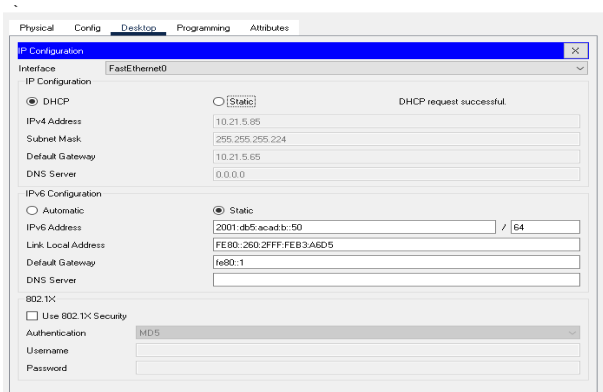 Physical Config Desktop Programming Attributes
IP Configuration
Interface FastEthernet0
IP Configuration
DHCP Static DHCP request successful.
IPv4 Address 10.21.5.85
Subnet Mask 255.255.255.224
Default Gateway 10.21.5.65
DNS Server 0.0.0.0
IPv6 Configuration
Automatic Static
IPv6 Address 2001:db5:acad:b::50 / 64
Link Local Address FE80::260:2FFF:FEB3:A6D5
Default Gateway fe80::1
DNS Server
802.1X
Use 802.1X Security
Authentication MD5
Username
Password